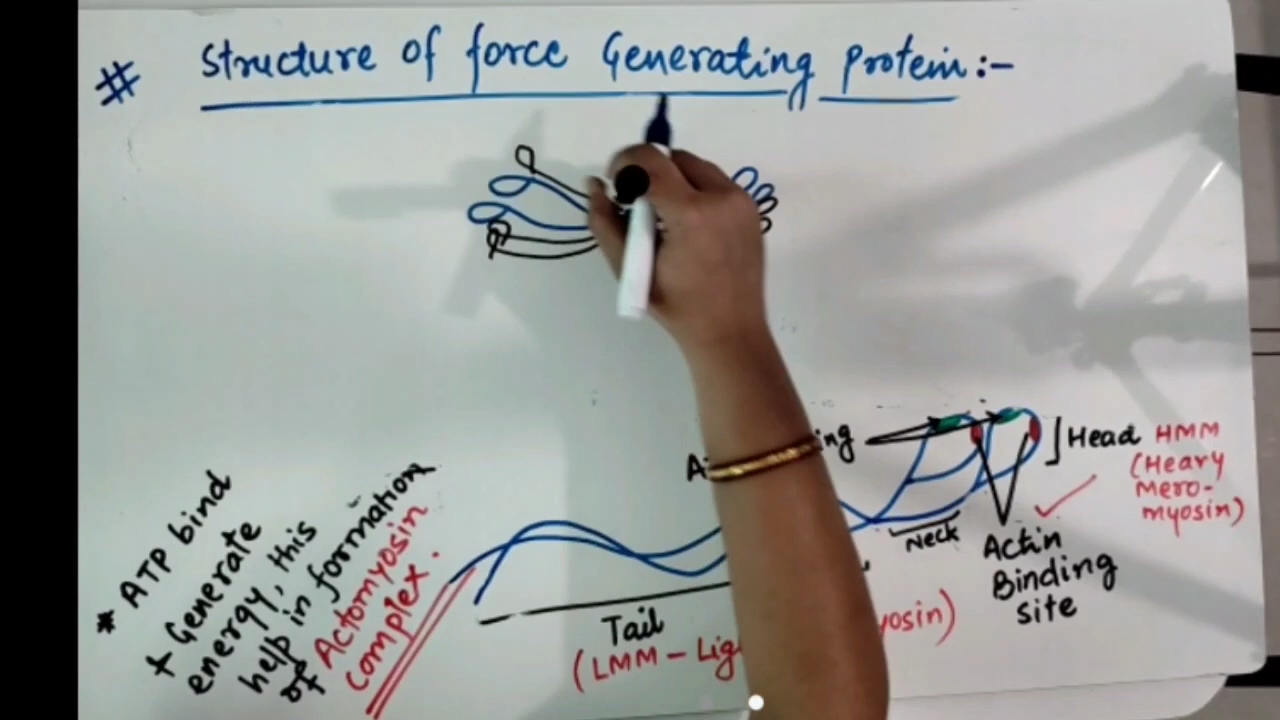 # Structure of force Generating Protein:-
Head HMM
(Heary
Mero-
myosin)
Neck
Actin
Binding
site
Tail
(LMM-Lig
yosin)
* ATP bind
+ Generate
energy, this
help in formation
of Actomyosin
complex.